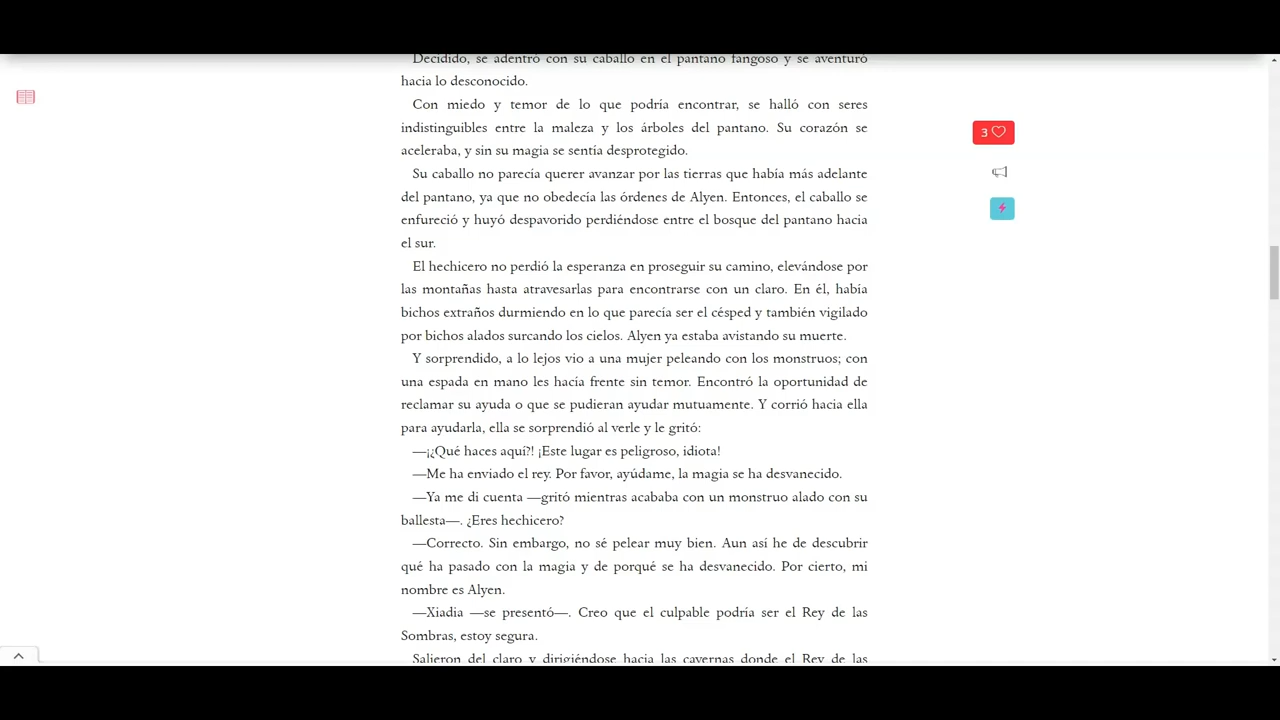 Decidido, se adentró con su caballo en el pantano fangoso y se aventuró
hacia lo desconocido.
Con miedo y temor de lo que podría encontrar, se halló con seres
indistinguibles entre la maleza y los árboles del pantano. Su corazón se
aceleraba, y sin su magia se sentía desprotegido.
Su caballo no parecía querer avanzar por las tierras que había más adelante
del pantano, ya que no obedecía las órdenes de Alyen. Entonces, el caballo se
enfureció y huyó despavorido perdiéndose entre el bosque del pantano hacia
el sur.
El hechicero no perdió la esperanza en proseguir su camino, elevándose por
las montañas hasta atravesarlas para encontrarse con un claro. En él, había
bichos extraños durmiendo en lo que parecía ser el césped y también vigilado
por bichos alados surcando los cielos. Alyen ya estaba avistando su muerte.
Y sorprendido, a lo lejos vio a una mujer peleando con los monstruos; con
una espada en mano les hacía frente sin temor. Encontró la oportunidad de
reclamar su ayuda o que se pudieran ayudar mutuamente. Y corrió hacia ella
para ayudarla, ella se sorprendió al verle y le gritó:
—¡¿Qué haces aquí?! ¡Este lugar es peligroso, idiota!
—Me ha enviado el rey. Por favor, ayúdame, la magia se ha desvanecido.
—Ya me di cuenta —gritó mientras acababa con un monstruo alado con su
ballesta—. ¿Eres hechicero?
—Correcto. Sin embargo, no sé pelear muy bien. Aun así he de descubrir
qué ha pasado con la magia y de porqué se ha desvanecido. Por cierto, mi
nombre es Alyen.
—Xiadia —se presentó—. Creo que el culpable podría ser el Rey de las
Sombras, estoy segura.
Salieron del claro y dirigiéndose hacia las cavernas donde el Rey de las
3